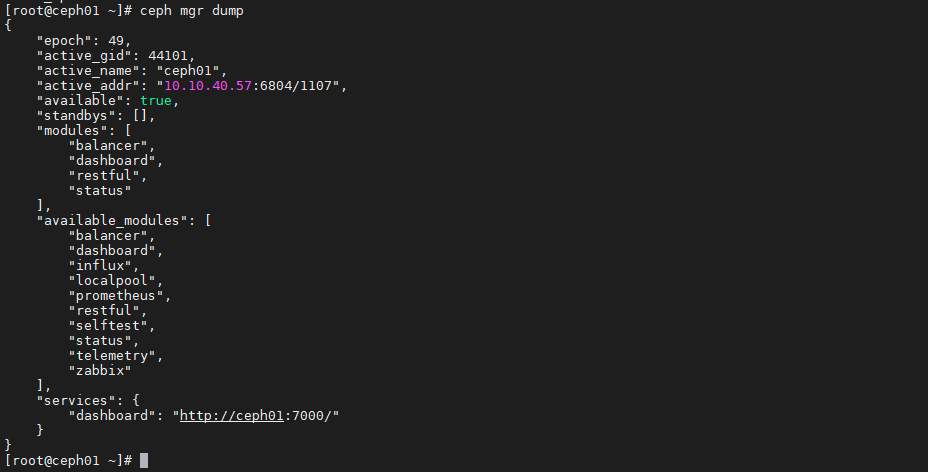 [root@ceph01 ~]# ceph mgr dump
{
    "epoch": 49,
    "active_gid": 44101,
    "active_name": "ceph01",
    "active_addr": "10.10.40.57:6804/1107",
    "available": true,
    "standbys": [],
    "modules": [
        "balancer",
        "dashboard",
        "restful",
        "status"
    ],
    "available_modules": [
        "balancer",
        "dashboard",
        "influx",
        "localpool",
        "prometheus",
        "restful",
        "selftest",
        "status",
        "telemetry",
        "zabbix"
    ],
    "services": {
        "dashboard": "http://ceph01:7000/"
    }
}
[root@ceph01 ~]#